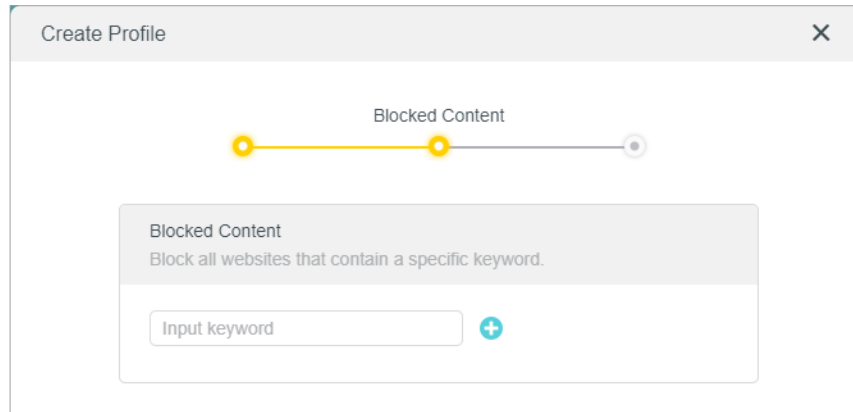 Create Profile
Blocked Content
Blocked Content
Block all websites that contain a specific keyword.
Input keyword